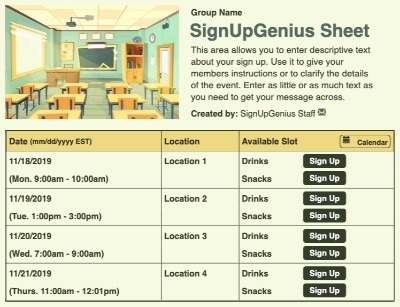 Group Name
SignUpGenius Sheet
This area allows you to enter descriptive text
about your sign up. Use it to give your
members instructions or to clarify the details
of the event. Enter as little or as much text as
you need to get your message across.
Created by: SignUpGenius Staff
Date (mm/dd/yyyy EST) Location Available Slot Calendar
11/18/2019 Location 1 Drinks Sign Up
(Mon. 9:00am - 10:00am) Snacks Sign Up
11/19/2019 Location 2 Drinks Sign Up
(Tue. 1:00pm - 3:00pm) Snacks Sign Up
11/20/2019 Location 3 Drinks Sign Up
(Wed. 7:00am - 9:00am) Snacks Sign Up
11/21/2019 Location 4 Drinks Sign Up
(Thurs. 11:00am - 12:01pm) Snacks Sign Up